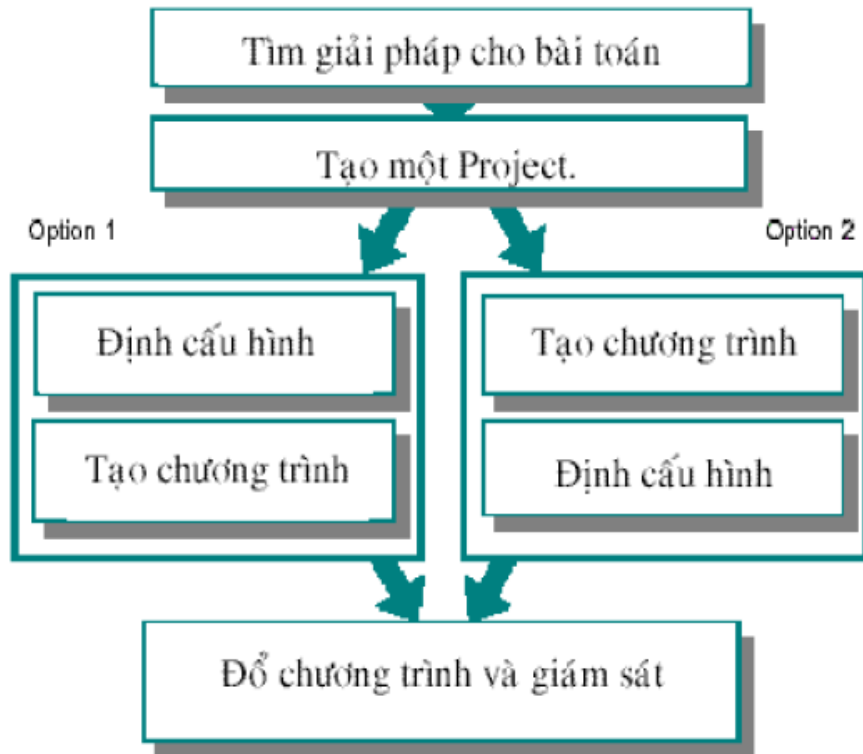 Tìm giải pháp cho bài toán
Tạo một Project.
Option 1
Option 2
Định cấu hình
Tạo chương trình
Tạo chương trình
Định cấu hình
Đổ chương trình và giám sát